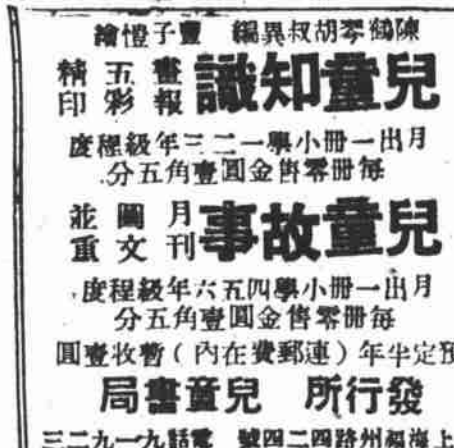 陳鶴琴胡叔異編 豐子愷繪
兒童知識 畫報 五彩 精印
月出一冊小學一二三年級程度
每冊零售金圓壹角五分
兒童故事 月刊 圖文並重
月出一冊小學四五六年級程度
每冊零售金圓壹角五分
預定半年（連郵費在內）暫收壹圓
發行所 兒童書局
上海福州路四二四號 電話九一九二三